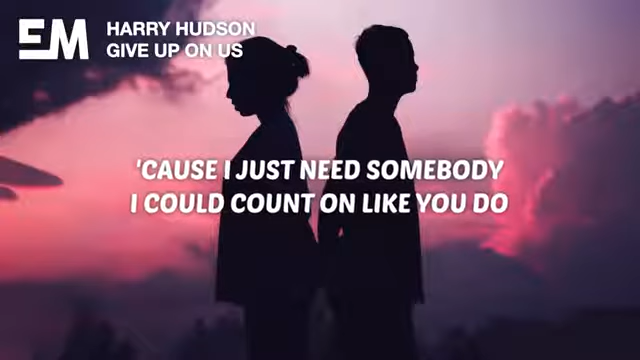 EM
HARRY HUDSON
GIVE UP ON US
'CAUSE I JUST NEED SOMEBODY
I COULD COUNT ON LIKE YOU DO